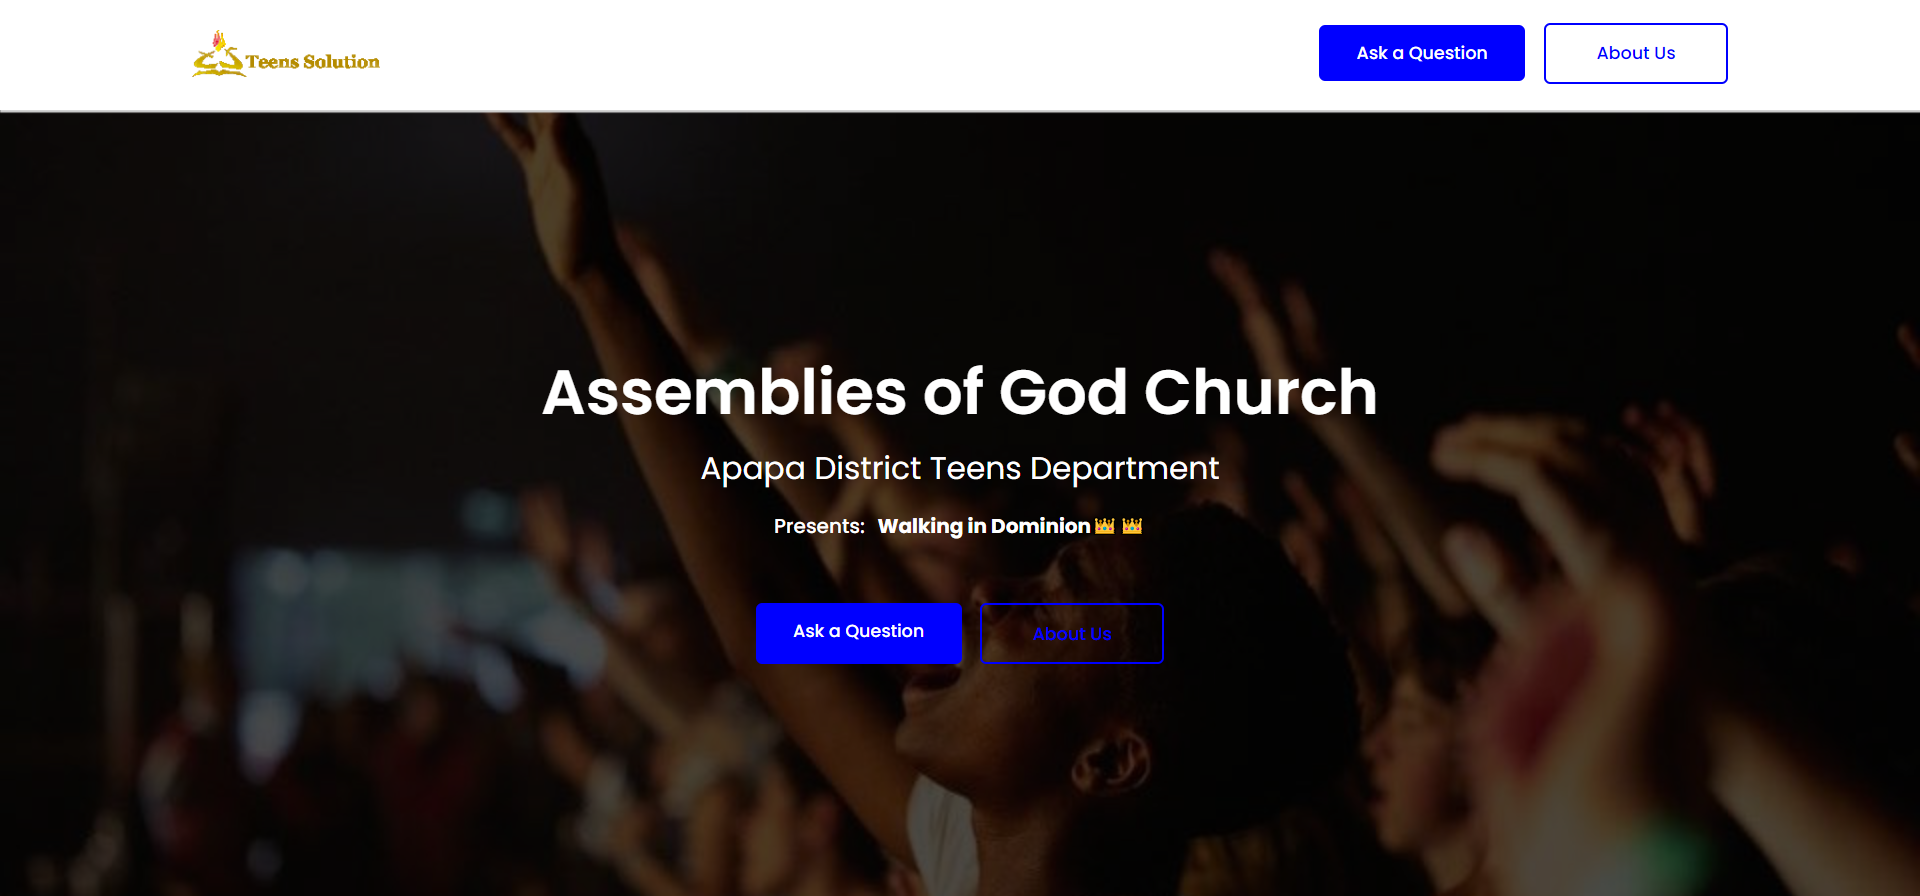 Teens Solution
Ask a Question
About Us
Assemblies of God Church
Apapa District Teens Department
Presents: Walking in Dominion 👑 👑
Ask a Question
About Us